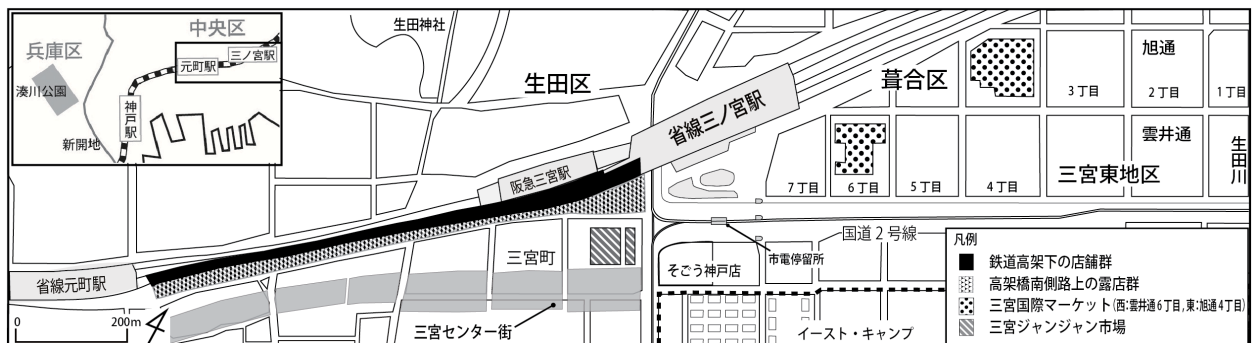 中央区
兵庫区
三ノ宮駅
元町駅
湊川公園
神戸駅
新開地
生田神社
生田区
葺合区
旭通
3丁目
2丁目
1丁目
省線三ノ宮駅
雲井通
生田川
阪急三宮駅
7丁目
6丁目
5丁目
4丁目
三宮東地区
国道2号線
三宮町
市電停留所
そごう神戸店
省線元町駅
0
200m
三宮センター街
イースト・キャンプ
凡例
鉄道高架下の店舗群
高架橋南側路上の露店群
三宮国際マーケット(西:雲井通6丁目,東:旭通4丁目)
三宮ジャンジャン市場